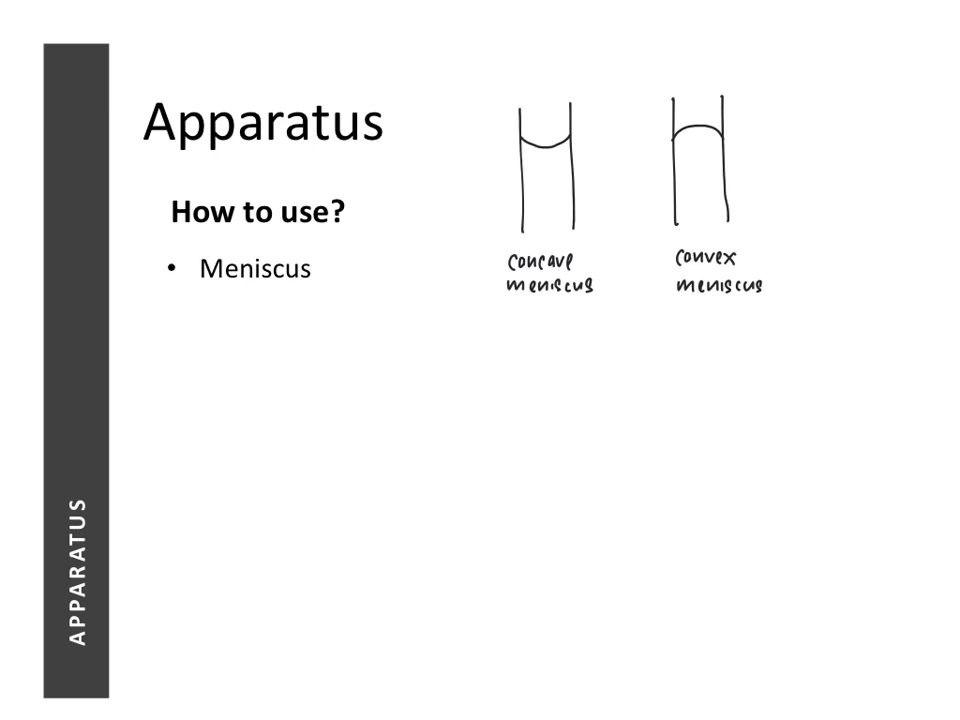 Apparatus
How to use?
• Meniscus
concave
meniscus
convex
meniscus
APPARATUS